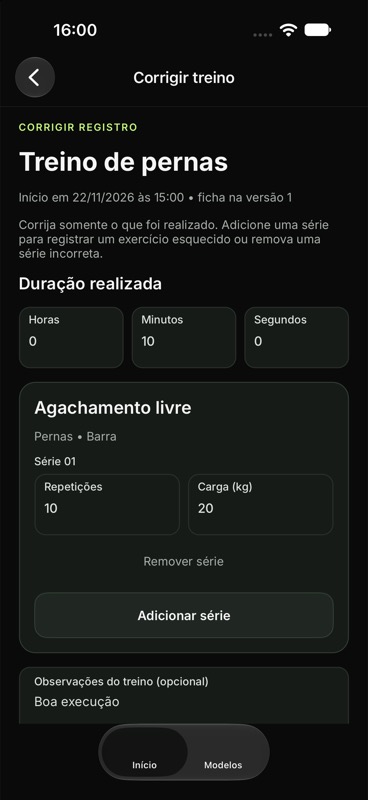 16:00
Corrigir treino
CORRIGIR REGISTRO
Treino de pernas
Início em 22/11/2026 às 15:00 • ficha na versão 1
Corrija somente o que foi realizado. Adicione uma série
para registrar um exercício esquecido ou remova uma
série incorreta.
Duração realizada
Horas Minutos Segundos
0 10 0
Agachamento livre
Pernas • Barra
Série 01
Repetições Carga (kg)
10 20
Remover série
Adicionar série
Observações do treino (opcional)
Boa execução
Início Modelos